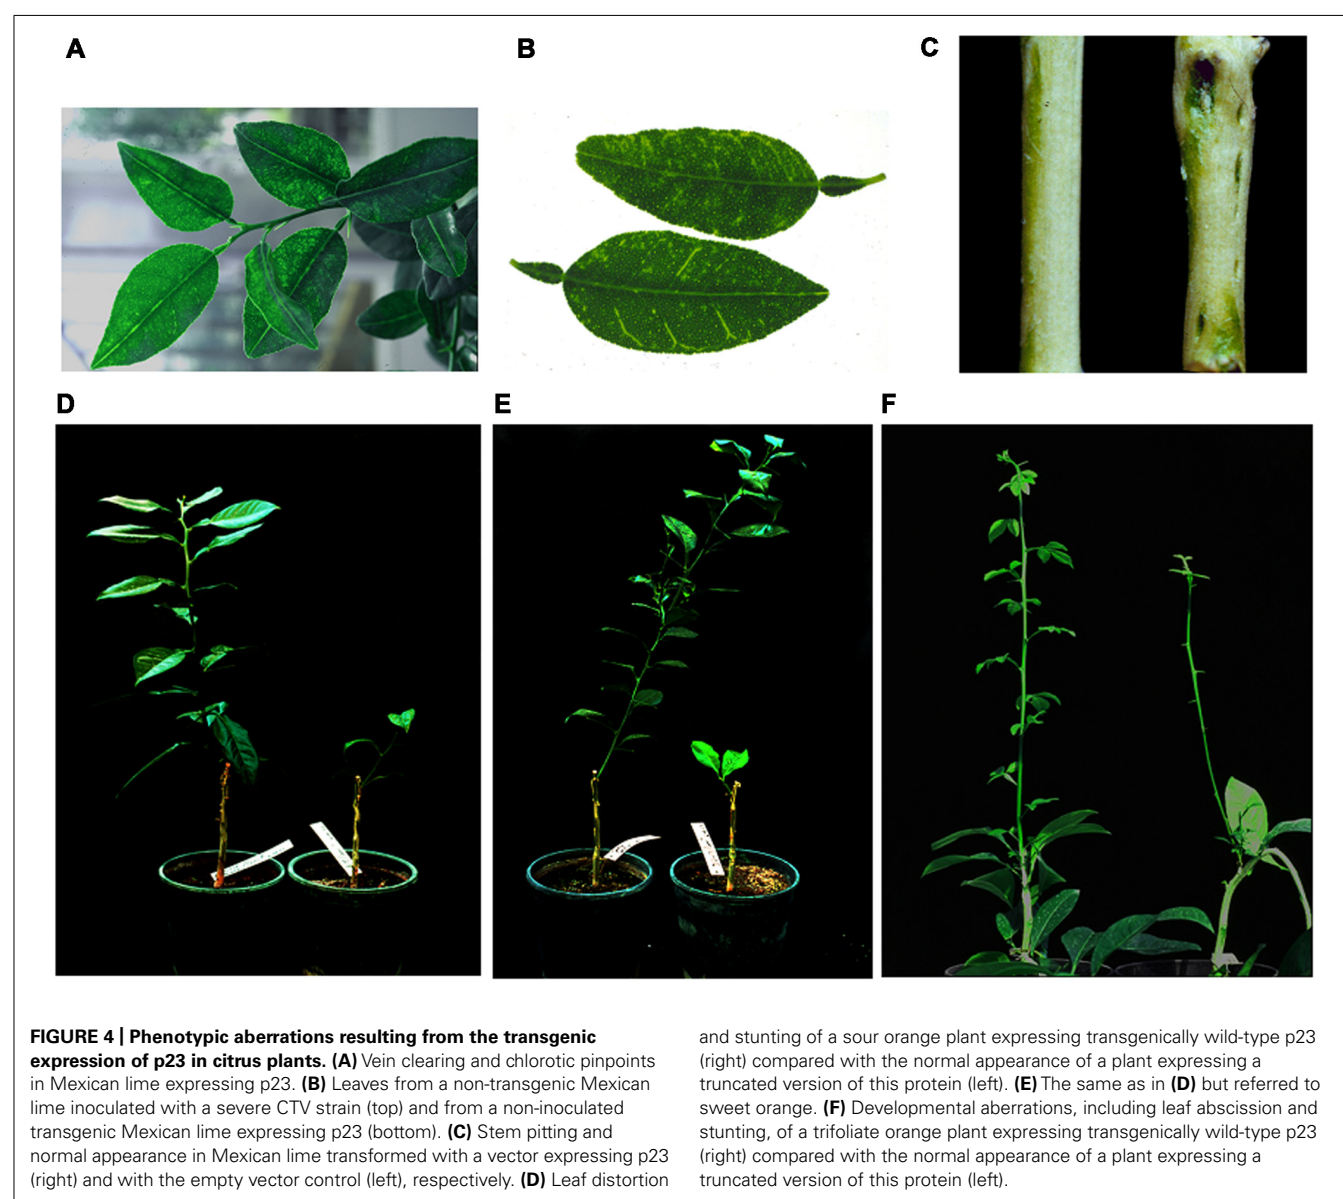 A
B
C
D
E
F
FIGURE 4 | Phenotypic aberrations resulting from the transgenic
expression of p23 in citrus plants. (A) Vein clearing and chlorotic pinpoints
in Mexican lime expressing p23. (B) Leaves from a non-transgenic Mexican
lime inoculated with a severe CTV strain (top) and from a non-inoculated
transgenic Mexican lime expressing p23 (bottom). (C) Stem pitting and
normal appearance in Mexican lime transformed with a vector expressing p23
(right) and with the empty vector control (left), respectively. (D) Leaf distortion
and stunting of a sour orange plant expressing transgenically wild-type p23
(right) compared with the normal appearance of a plant expressing a
truncated version of this protein (left). (E) The same as in (D) but referred to
sweet orange. (F) Developmental aberrations, including leaf abscission and
stunting, of a trifoliate orange plant expressing transgenically wild-type p23
(right) compared with the normal appearance of a plant expressing a
truncated version of this protein (left).